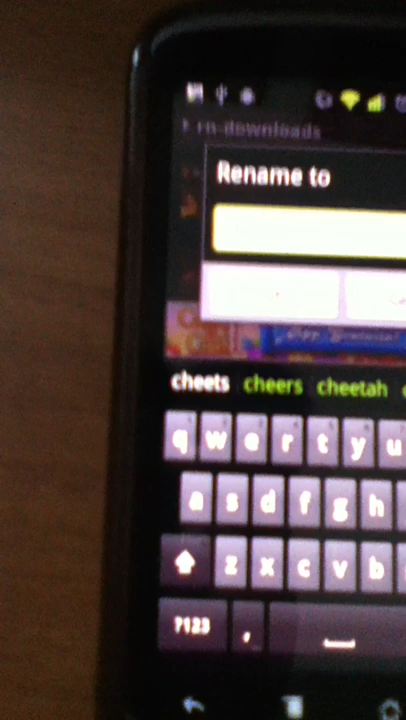 rn-downloads
Rename to
cheets cheers cheetah
q w e r t y u
a s d f g h
z x c v b
?123 ,